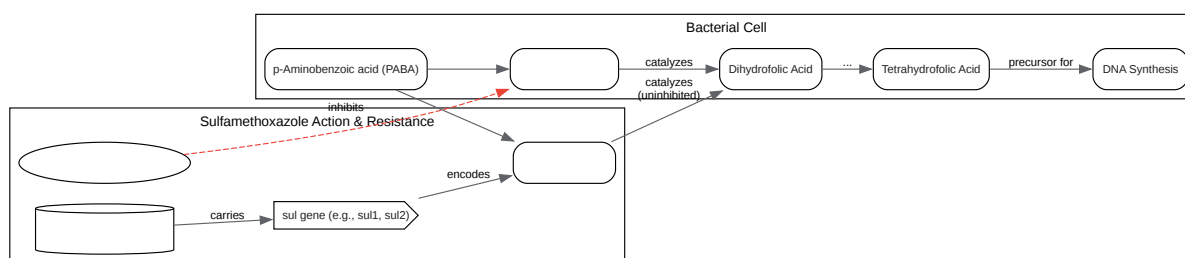 Bacterial Cell
p-Aminobenzoic acid (PABA)
catalyzes
Dihydrofolic Acid
...
Tetrahydrofolic Acid
precursor for
DNA Synthesis
catalyzes
(uninhibited)
inhibits
Sulfamethoxazole Action & Resistance
encodes
carries
sul gene (e.g., sul1, sul2)